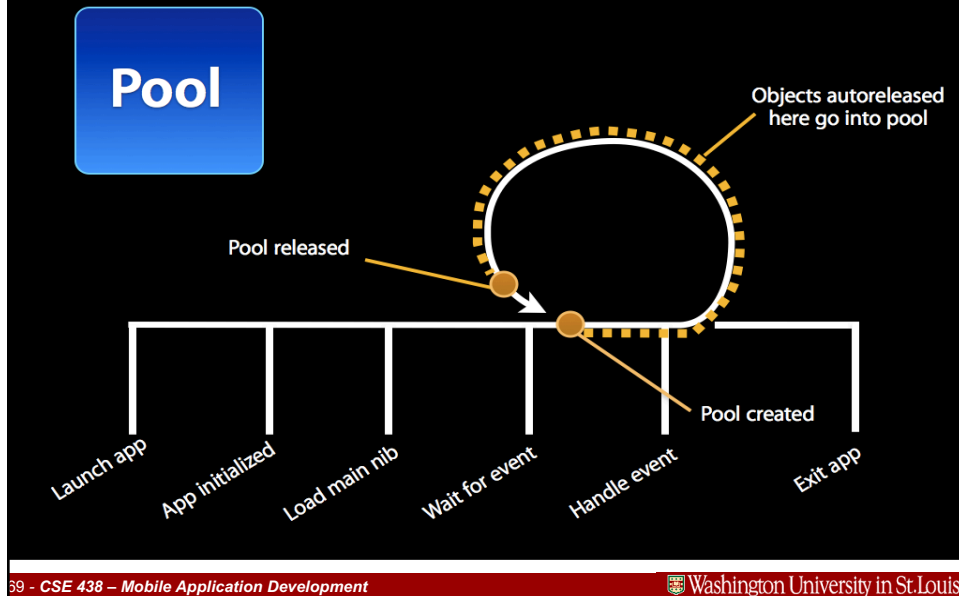 Pool
Objects autoreleased
here go into pool
Pool released
Pool created
Launch app
App initialized
Load main nib
Wait for event
Handle event
Exit app
69 - CSE 438 – Mobile Application Development
Washington University in St.Louis